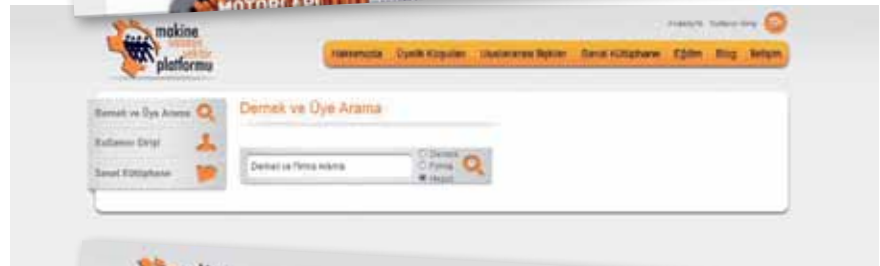 MOTORLARI
makine
platformu
Hakkımızda Üyelik Koşulları Uluslararası İlişkiler Sanal Kütüphane Eğitim Blog İletişim
Dernek ve Üye Arama
Dernek ve Üye Arama
Kullanıcı Girişi
Sanal Kütüphane
Dernek ve Firma Arama
Dernek
Firma
Hepsi